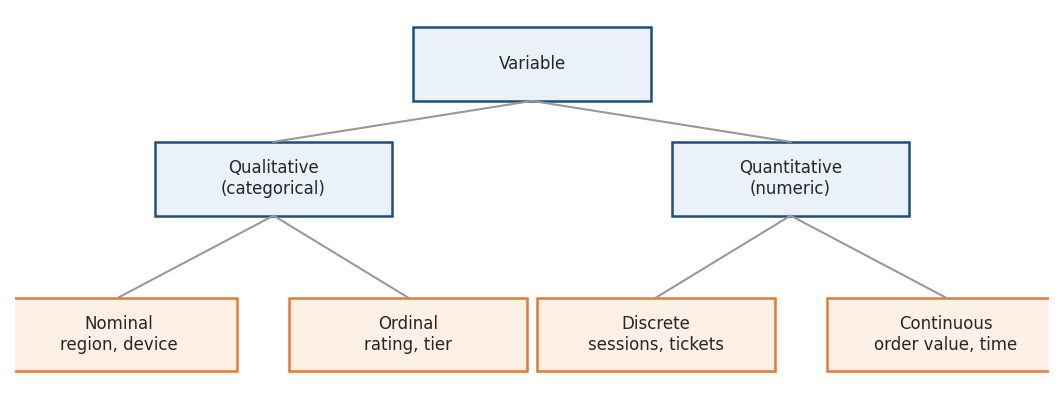 Variable
Qualitative
(categorical)
Quantitative
(numeric)
Nominal
region, device
Ordinal
rating, tier
Discrete
sessions, tickets
Continuous
order value, time